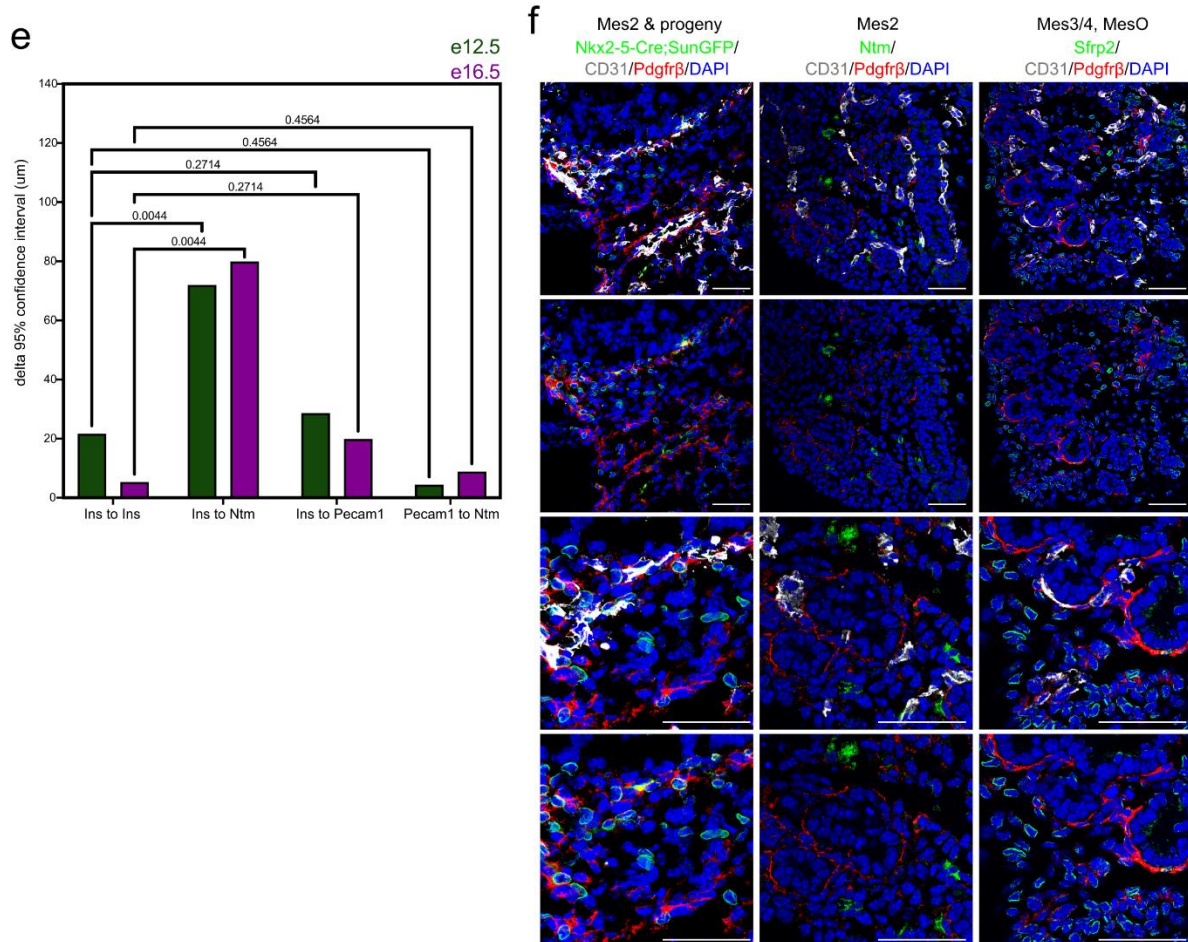 e
e12.5
e16.5
delta 95% confidence interval (um)
140
120
100
80
60
40
20
0
0.4564
0.4564
0.2714
0.2714
0.0044
0.0044
Ins to Ins
Ins to Ntm
Ins to Pecam1
Pecam1 to Ntm
f
Mes2 & progeny
Nkx2-5-Cre;SunGFP/
CD31/Pdgfrβ/DAPI
Mes2
Ntm/
CD31/Pdgfrβ/DAPI
Mes3/4, MesO
Sfrp2/
CD31/Pdgfrβ/DAPI